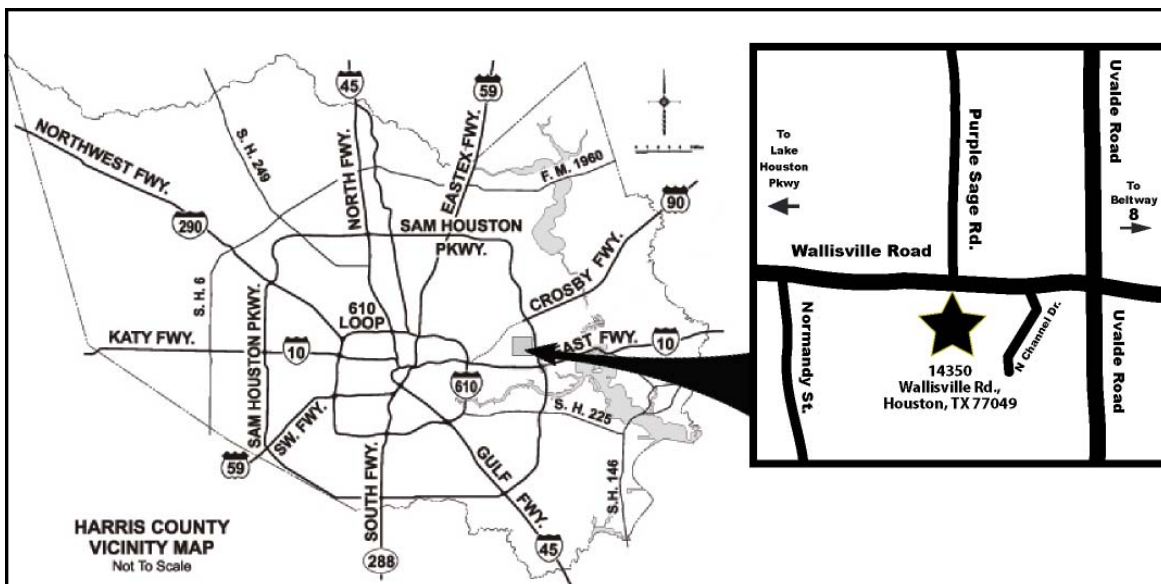 45
59
NORTHWEST FWY.
S. H. 249
NORTH FWY.
EASTEX FWY.
F. M. 1960
90
290
SAM HOUSTON
PKWY.
CROSBY FWY.
S. H. 6
SAM HOUSTON PKWY.
610
LOOP
KATY FWY.
10
EAST FWY.
10
610
S. H. 225
SW. FWY.
59
SOUTH FWY.
GULF FWY.
S.H. 146
288
45
HARRIS COUNTY
VICINITY MAP
Not To Scale
To
Lake
Houston
Pkwy
Purple Sage Rd.
Uvalde Road
To
Beltway
8
Wallisville Road
Normandy St.
N Channel Dr.
Uvalde Road
14350
Wallisville Rd.,
Houston, TX 77049